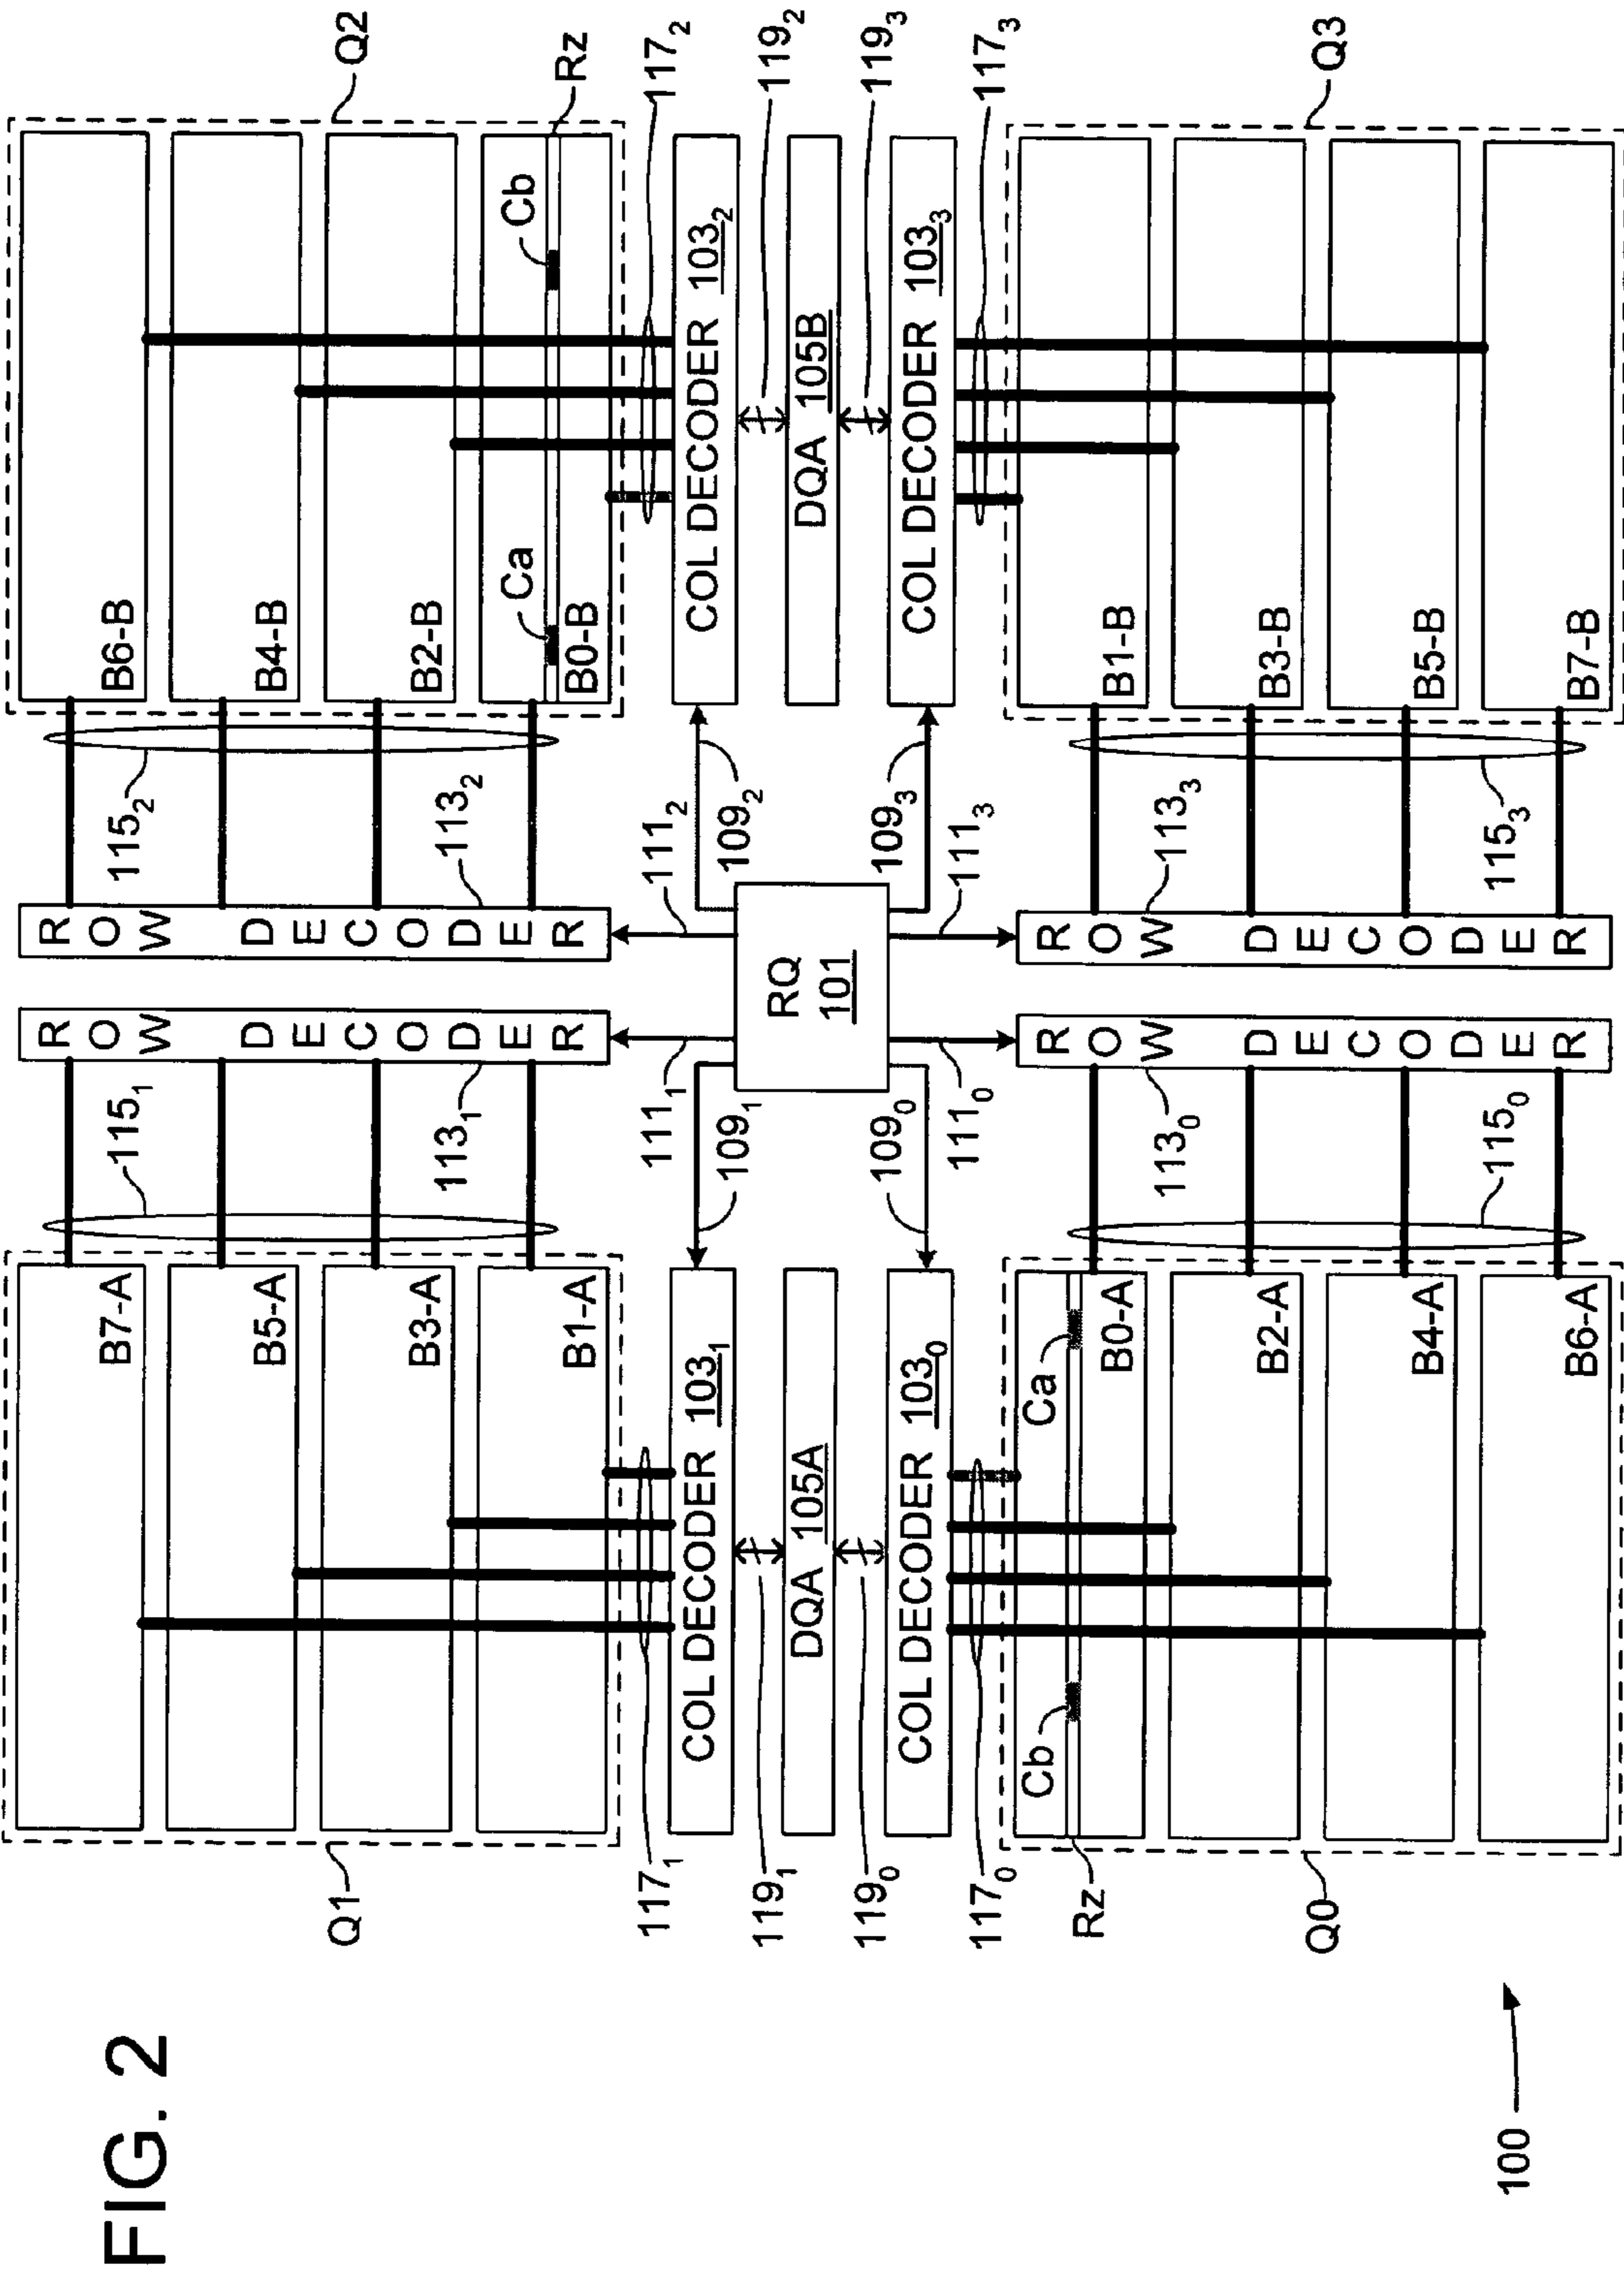 FIG. 2
100
Q1
B7-A
B5-A
B3-A
B1-A
115₁
ROW DECODER
113₁
117₁
COL DECODER 103₁
119₁
DQA 105A
119₀
COL DECODER 103₀
117₀
Rz
Cb
Ca
B0-A
B2-A
B4-A
B6-A
Q0
109₁
111₁
109₀
111₀
113₀
ROW DECODER
115₀
RQ
101
Q2
B6-B
B4-B
B2-B
B0-B
Ca
Cb
Rz
115₂
ROW DECODER
113₂
111₂
109₂
117₂
COL DECODER 103₂
119₂
DQA 105B
119₃
COL DECODER 103₃
117₃
109₃
111₃
113₃
ROW DECODER
115₃
B1-B
B3-B
B5-B
B7-B
Q3